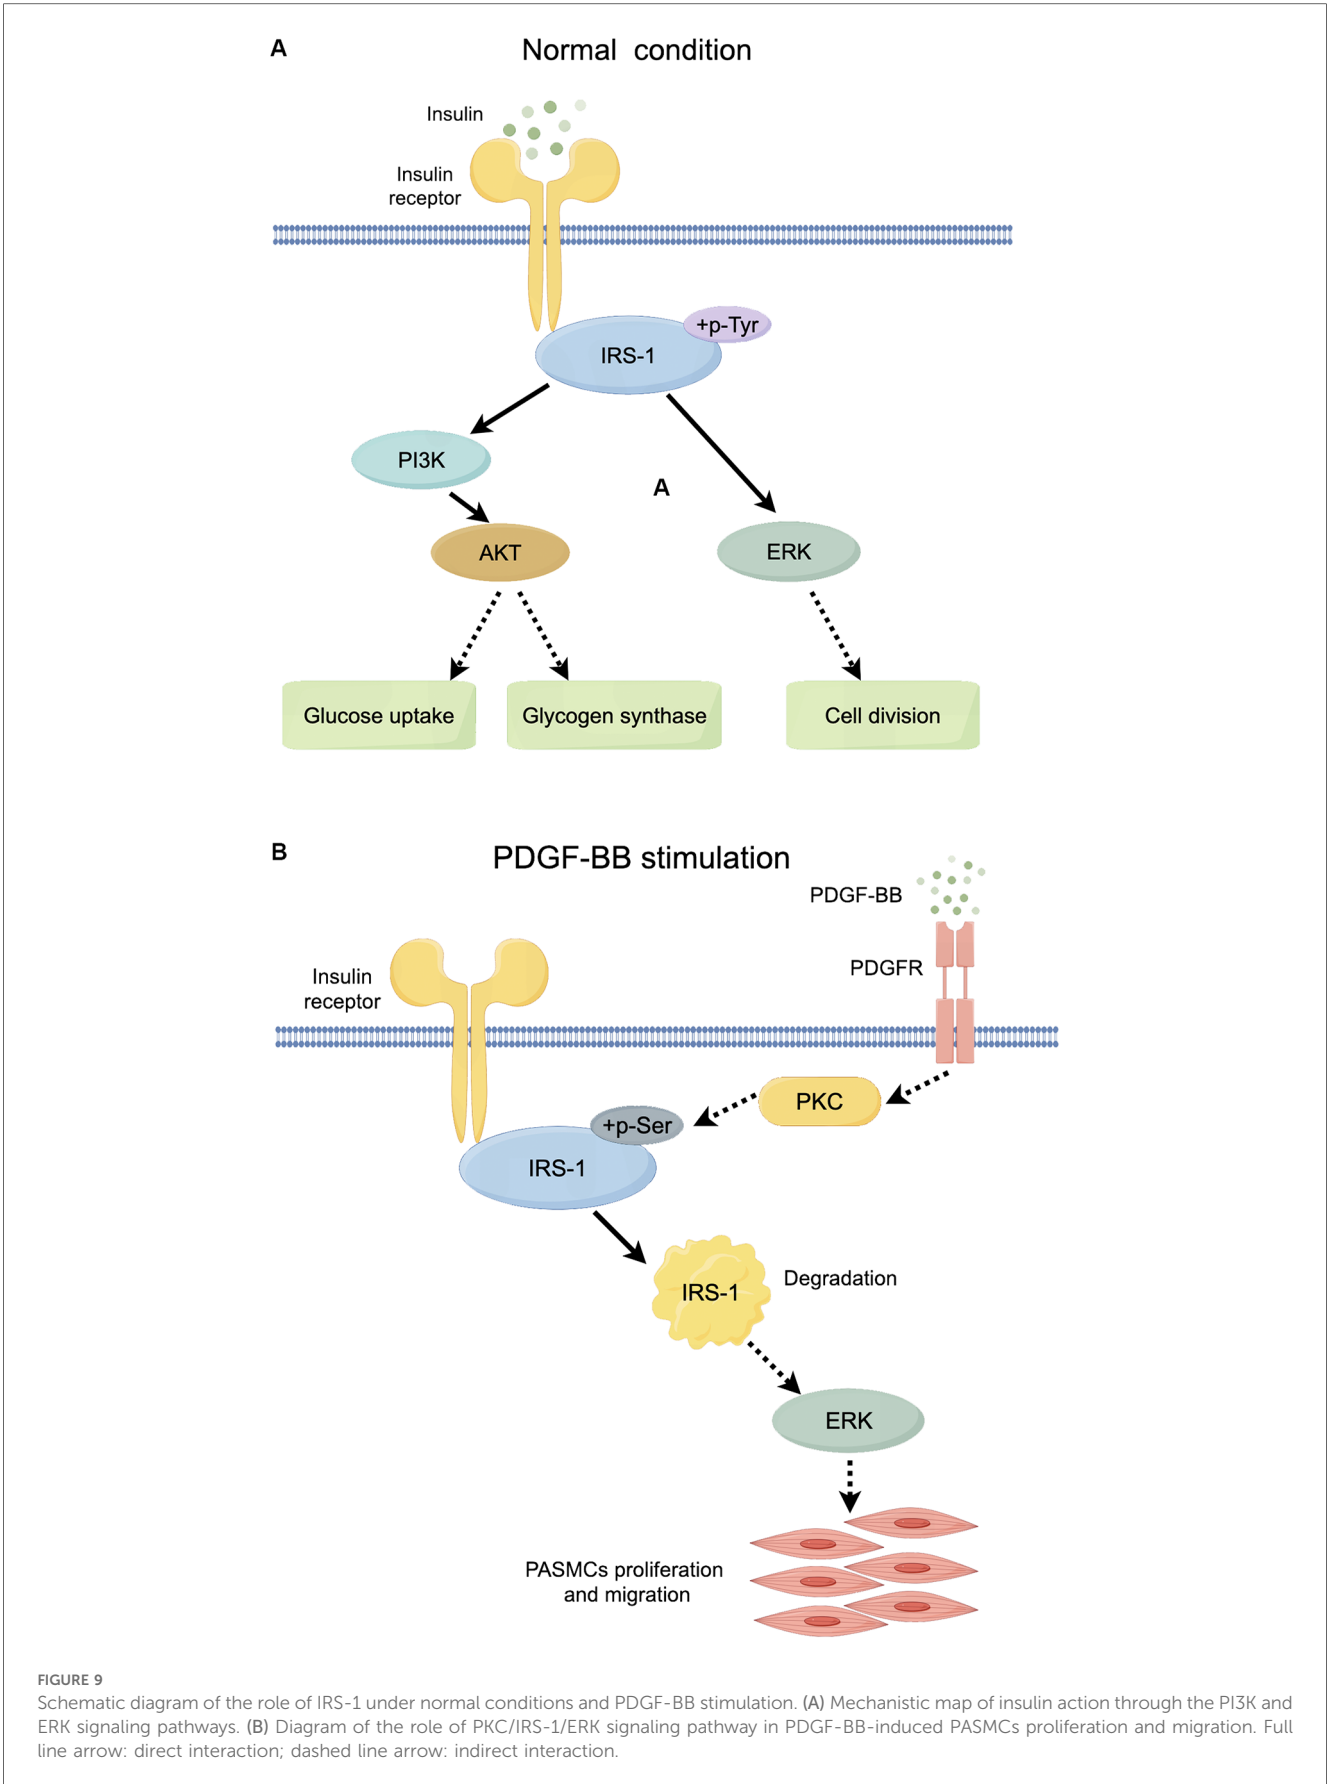 A
Normal condition
Insulin
Insulin
receptor
+p-Tyr
IRS-1
PI3K
A
AKT
ERK
Glucose uptake
Glycogen synthase
Cell division
B
PDGF-BB stimulation
PDGF-BB
PDGFR
Insulin
receptor
PKC
+p-Ser
IRS-1
IRS-1
Degradation
ERK
PASMCs proliferation
and migration
FIGURE 9
Schematic diagram of the role of IRS-1 under normal conditions and PDGF-BB stimulation. (A) Mechanistic map of insulin action through the PI3K and
ERK signaling pathways. (B) Diagram of the role of PKC/IRS-1/ERK signaling pathway in PDGF-BB-induced PASMCs proliferation and migration. Full
line arrow: direct interaction; dashed line arrow: indirect interaction.